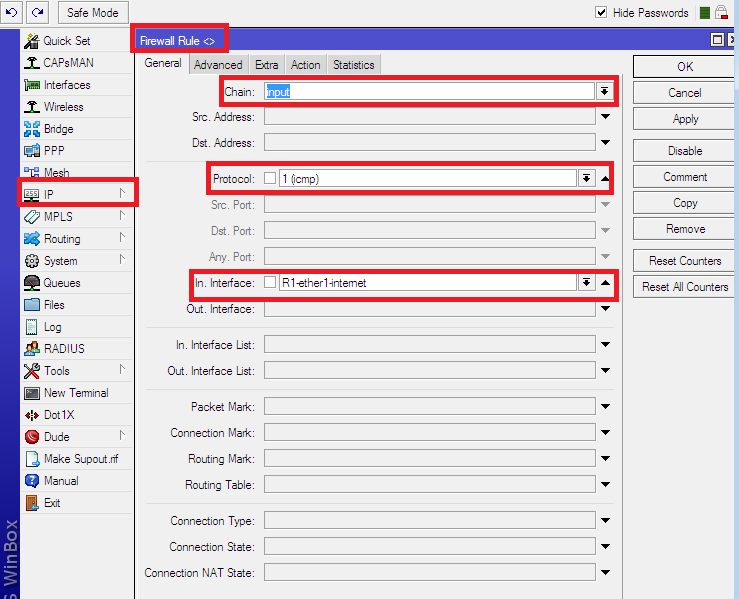 Safe Mode
Hide Passwords
Quick Set
CAPsMAN
Interfaces
Wireless
Bridge
PPP
Mesh
IP
MPLS
Routing
System
Queues
Files
Log
RADIUS
Tools
New Terminal
Dot1X
Dude
Make Supout.rif
Manual
Exit
s WinBox
Firewall Rule <>
General Advanced Extra Action Statistics
Chain: input
Src. Address:
Dst. Address:
Protocol: 1 (icmp)
Src. Port:
Dst. Port:
Any. Port:
In. Interface: R1-ether1-internet
Out. Interface:
In. Interface List:
Out. Interface List:
Packet Mark:
Connection Mark:
Routing Mark:
Routing Table:
Connection Type:
Connection State:
Connection NAT State:
OK
Cancel
Apply
Disable
Comment
Copy
Remove
Reset Counters
Reset All Counters